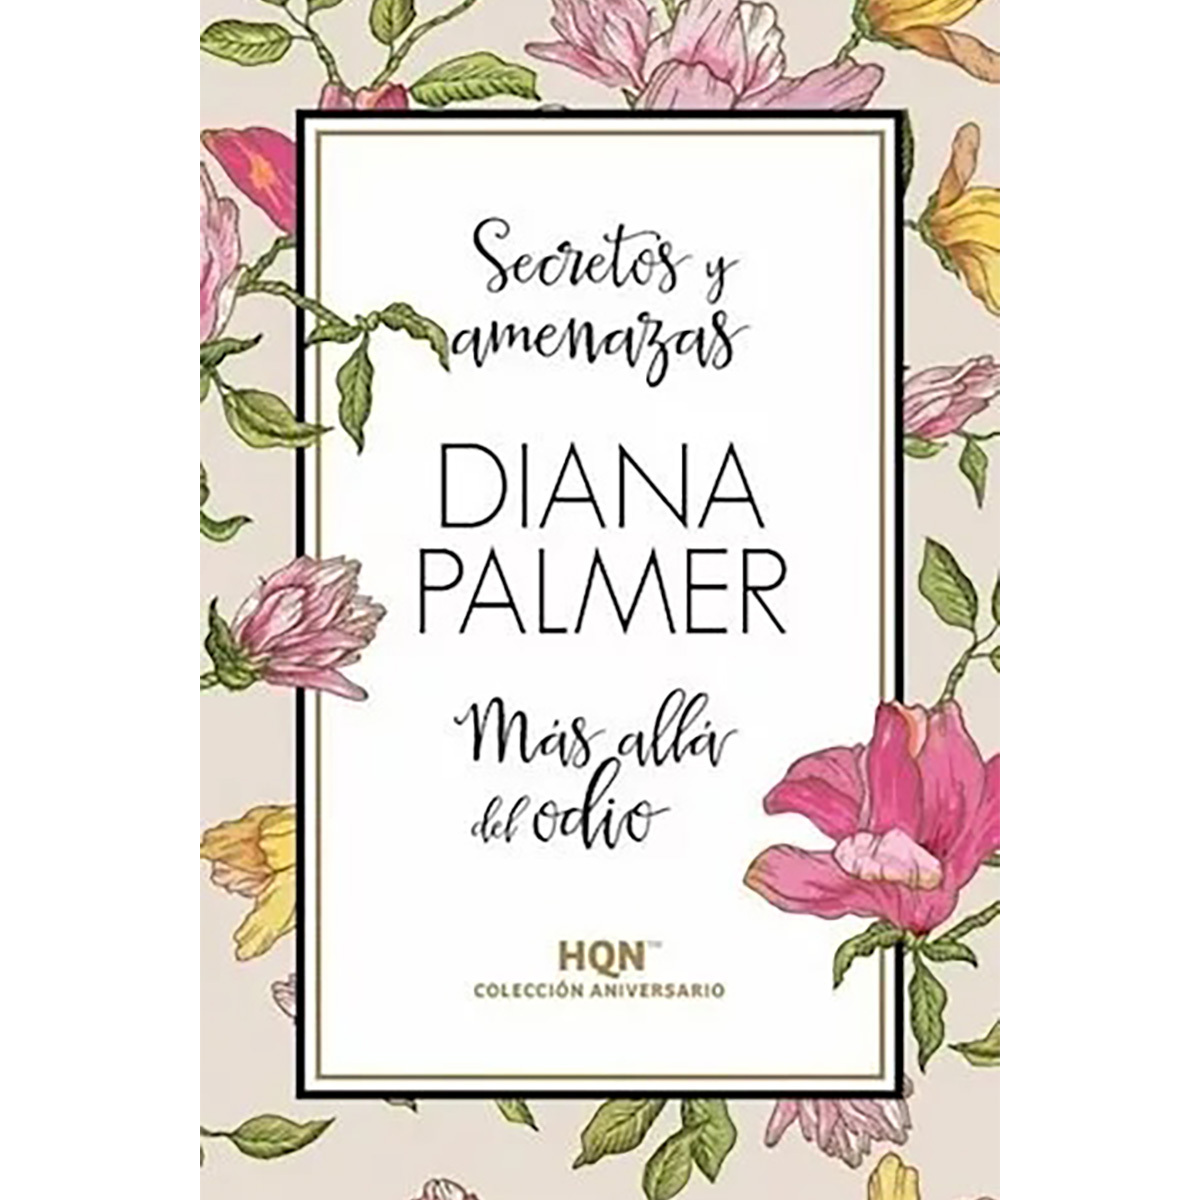 Secretos y
amenazas
DIANA
PALMER
Más allá
del odio
HQN™
COLECCIÓN ANIVERSARIO